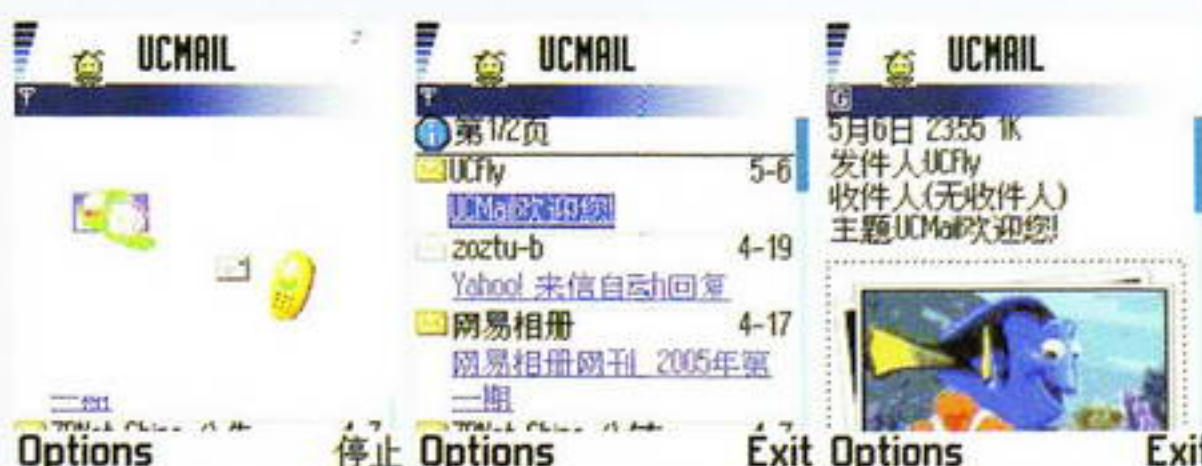 UCMAIL
一期
Options
停止
UCMAIL
第1/2页
UCFly
5-6
UCMail欢迎您!
zoztu-b
4-19
Yahoo! 来信自动回复
网易相册
4-17
网易相册网刊_2005年第
一期
Options
Exit
UCMAIL
5月6日 23:55 1K
发件人:UCFly
收件人(无收件人)
主题:UCMail欢迎您!
Options
Exit